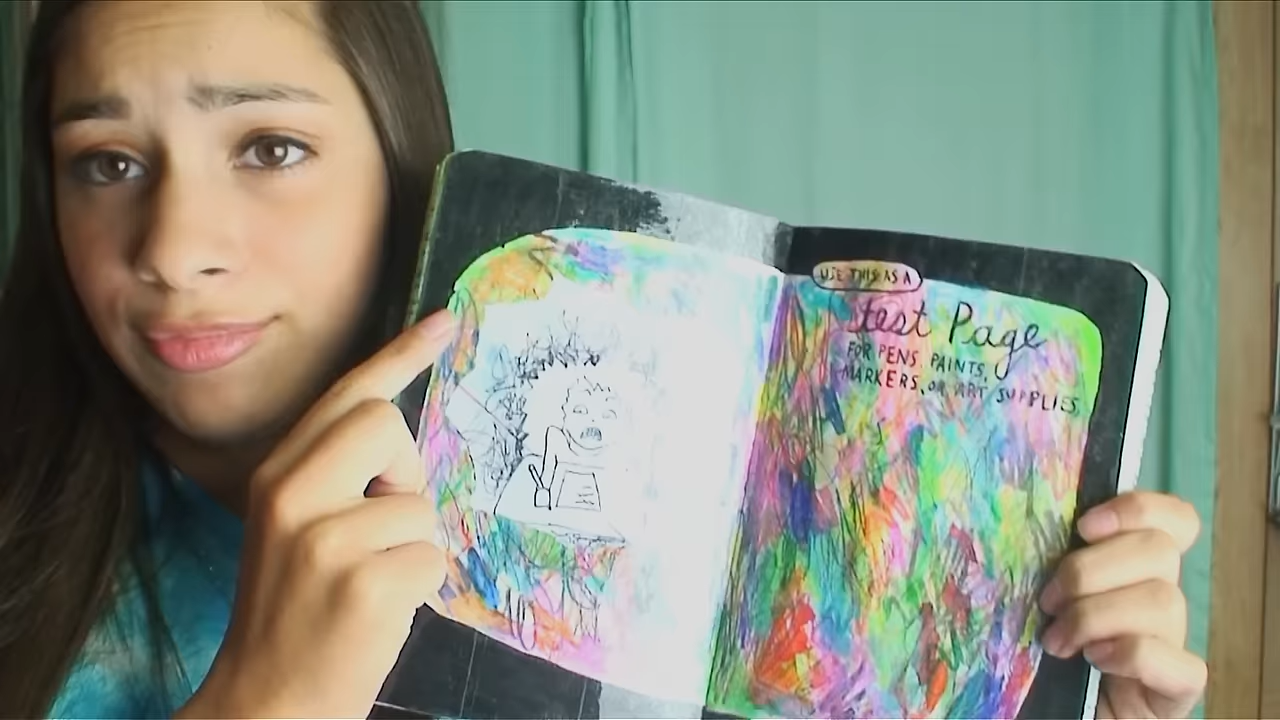 USE THIS AS A
test Page
FOR PENS, PAINTS,
MARKERS, OR ART SUPPLIES.